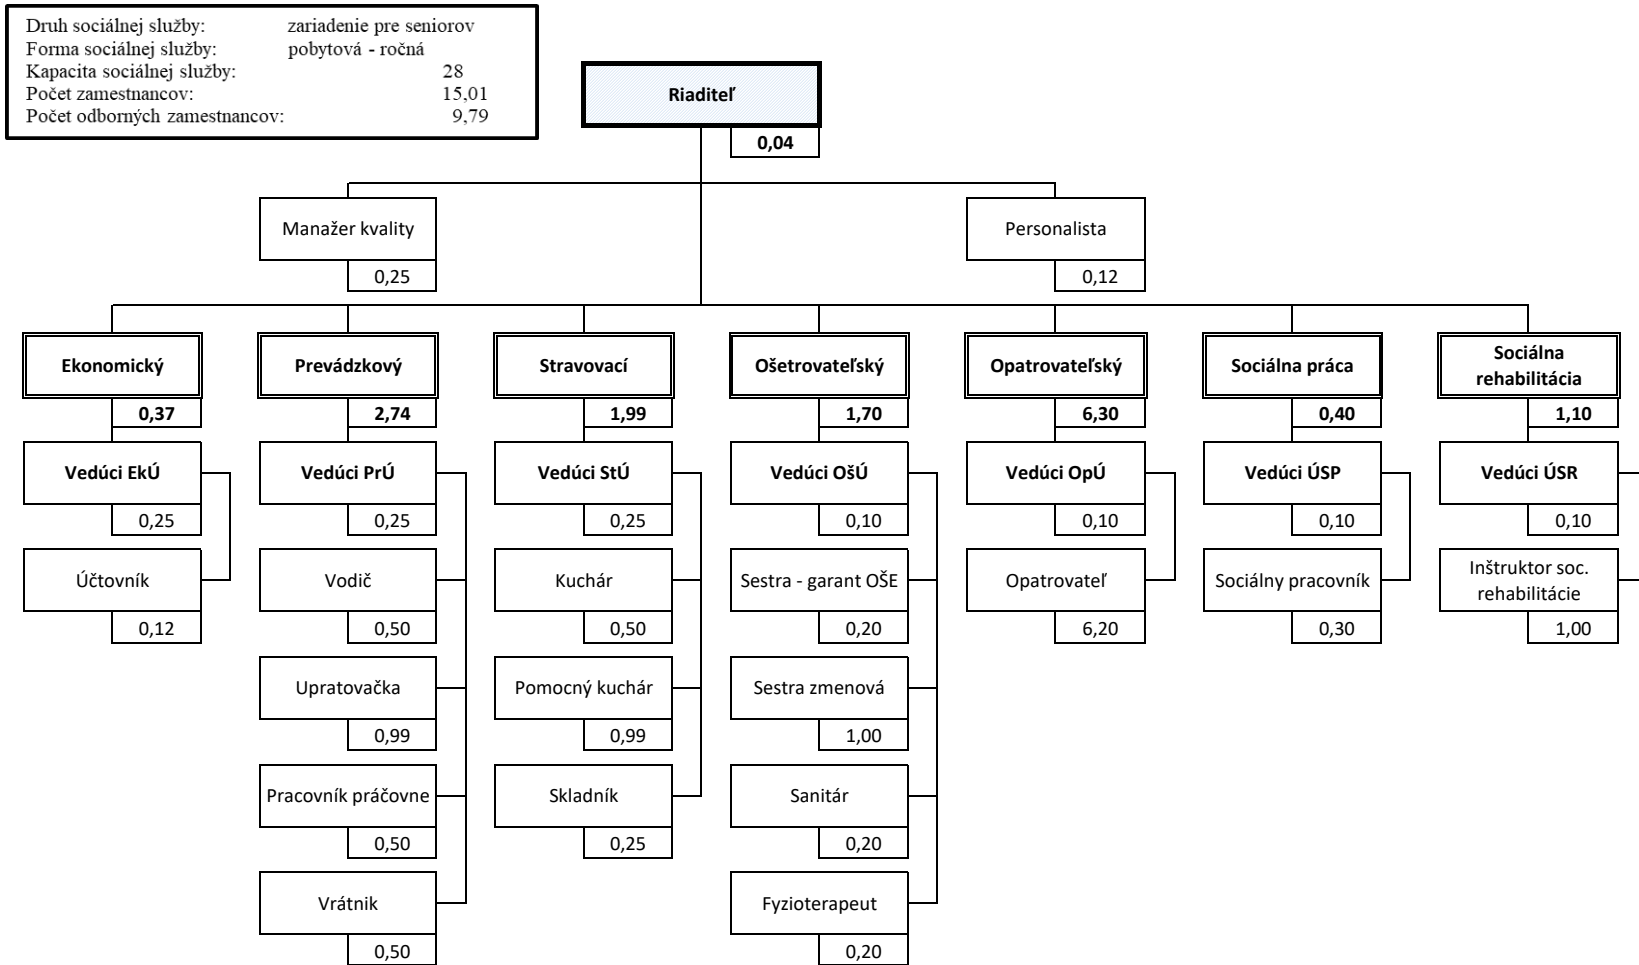 Druh sociálnej služby: zariadenie pre seniorov
Forma sociálnej služby: pobytová - ročná
Kapacita sociálnej služby: 28
Počet zamestnancov: 15,01
Počet odborných zamestnancov: 9,79
Riaditeľ
0,04
Manažer kvality
0,25
Personalista
0,12
Ekonomický
0,37
Vedúci EkÚ
0,25
Účtovník
0,12
Prevádzkový
2,74
Vedúci PrÚ
0,25
Vodič
0,50
Upratovačka
0,99
Pracovník práčovne
0,50
Vrátnik
0,50
Stravovací
1,99
Vedúci StÚ
0,25
Kuchár
0,50
Pomocný kuchár
0,99
Skladník
0,25
Ošetrovateľský
1,70
Vedúci OšÚ
0,10
Sestra - garant OŠE
0,20
Sestra zmenová
1,00
Sanitár
0,20
Fyzioterapeut
0,20
Opatrovateľský
6,30
Vedúci OpÚ
0,10
Opatrovateľ
6,20
Sociálna práca
0,40
Vedúci ÚSP
0,10
Sociálny pracovník
0,30
Sociálna
rehabilitácia
1,10
Vedúci ÚSR
0,10
Inštruktor soc.
rehabilitácie
1,00